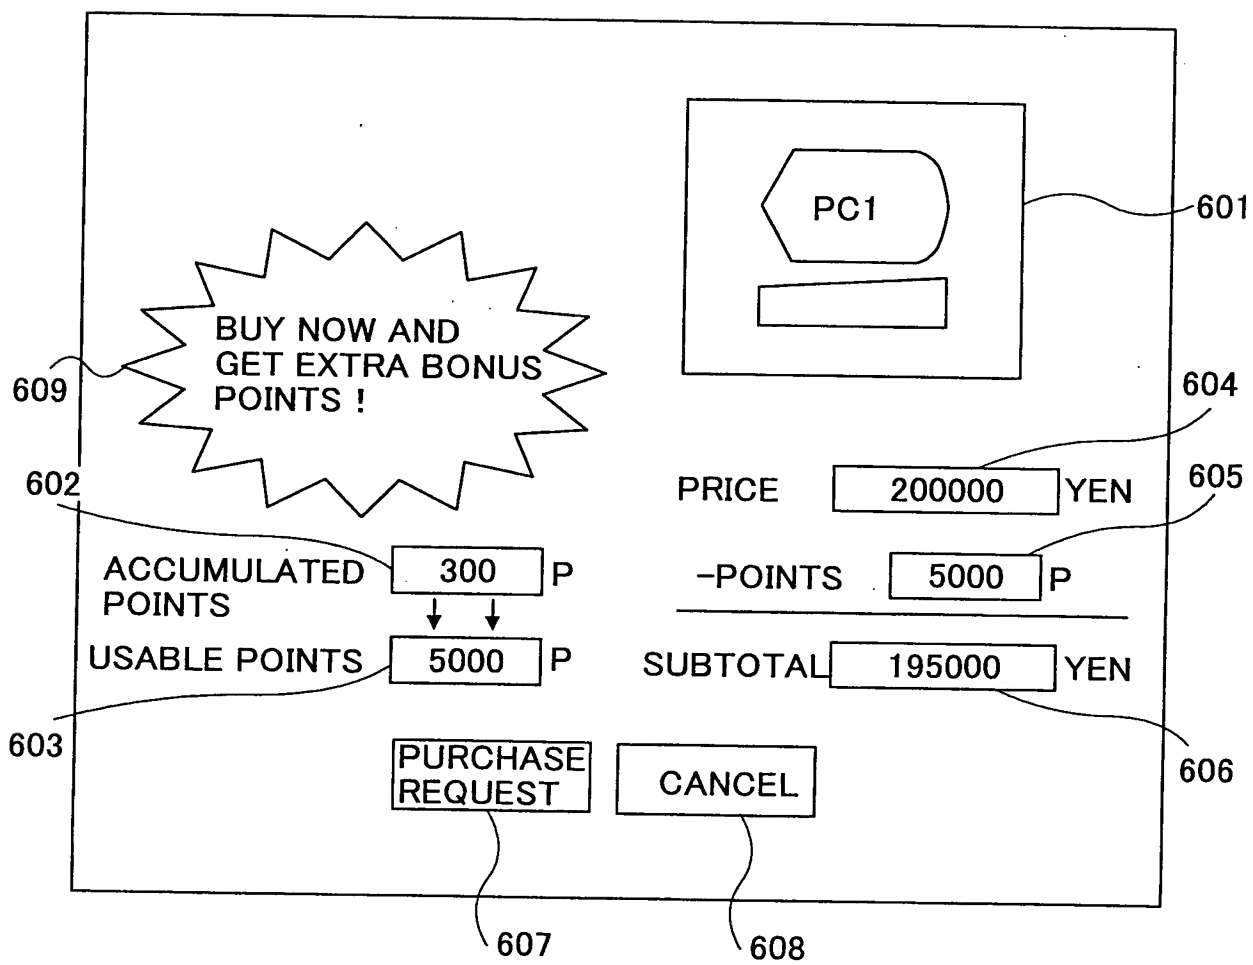 PC1
601
BUY NOW AND
GET EXTRA BONUS
POINTS !
609
604
602
PRICE 200000 YEN
605
ACCUMULATED
POINTS
300 P
-POINTS 5000 P
USABLE POINTS 5000 P
SUBTOTAL 195000 YEN
603
606
PURCHASE
REQUEST
CANCEL
607
608